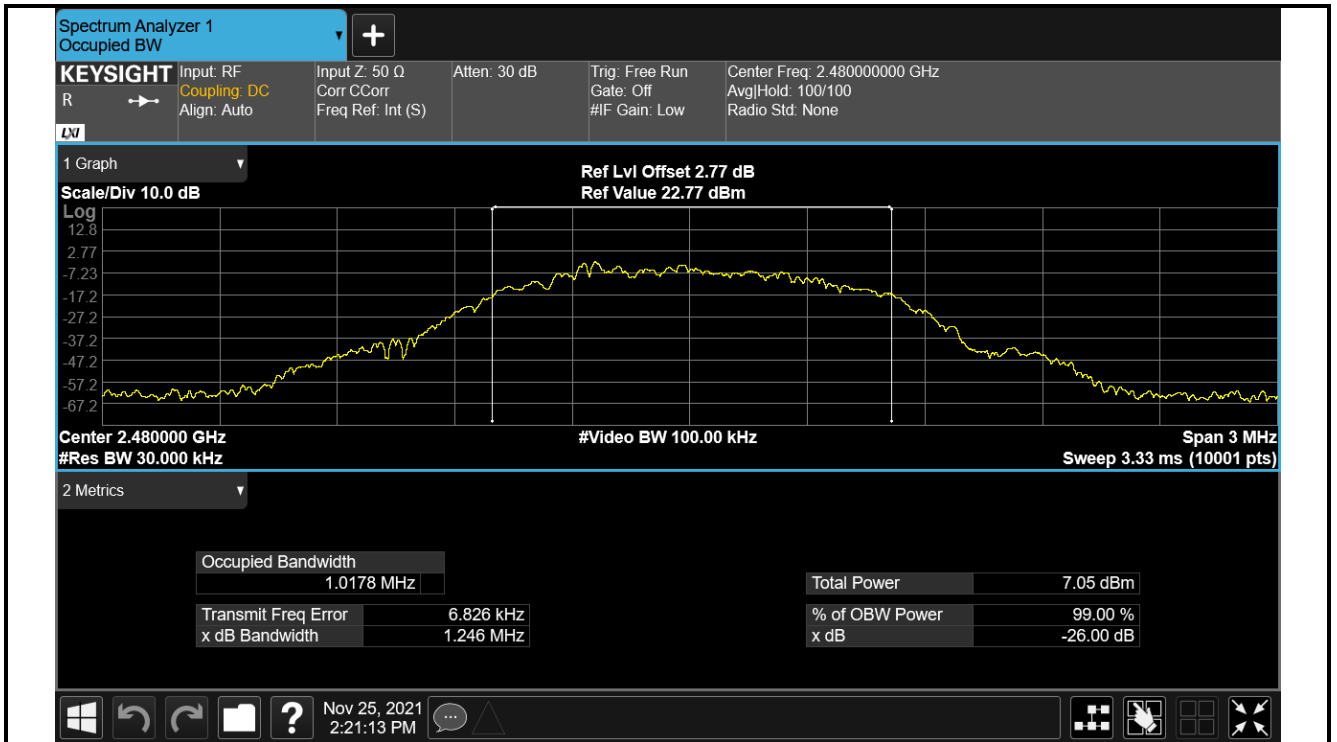 Spectrum Analyzer 1
Occupied BW
+
KEYSIGHT
R
LXI
Input: RF
Coupling: DC
Align: Auto
Input Z: 50 Ω
Corr CCorr
Freq Ref: Int (S)
Atten: 30 dB
Trig: Free Run
Gate: Off
#IF Gain: Low
Center Freq: 2.480000000 GHz
Avg|Hold: 100/100
Radio Std: None
1 Graph
Scale/Div 10.0 dB
Ref Lvl Offset 2.77 dB
Ref Value 22.77 dBm
Log
12.8
2.77
-7.23
-17.2
-27.2
-37.2
-47.2
-57.2
-67.2
Center 2.480000 GHz
#Res BW 30.000 kHz
#Video BW 100.00 kHz
Span 3 MHz
Sweep 3.33 ms (10001 pts)
2 Metrics
Occupied Bandwidth
1.0178 MHz
Transmit Freq Error 6.826 kHz
x dB Bandwidth 1.246 MHz
Total Power 7.05 dBm
% of OBW Power 99.00 %
x dB -26.00 dB
?
Nov 25, 2021
2:21:13 PM